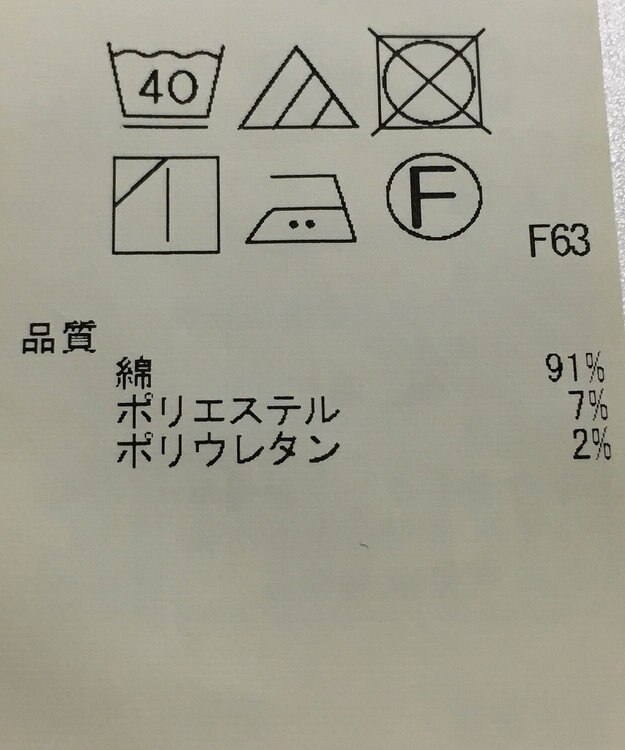 40
F
F63
品質
綿 91%
ポリエステル 7%
ポリウレタン 2%